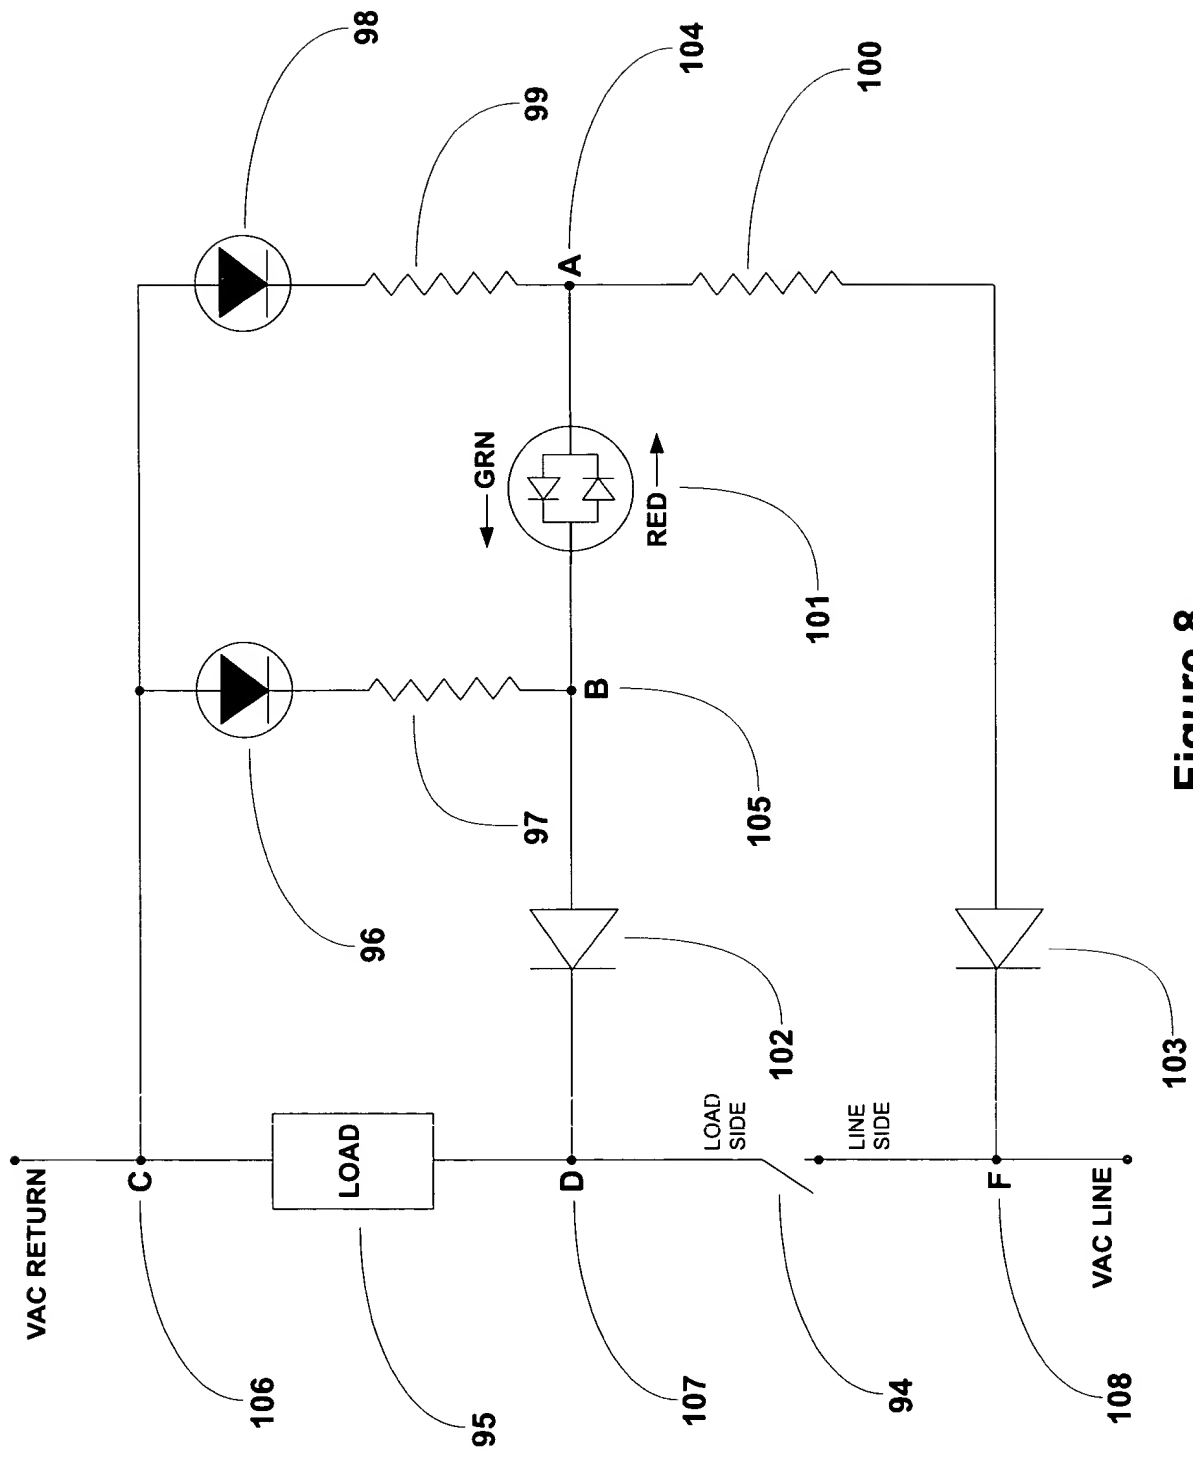 98
99
104
100
A
GRN
RED
101
B
105
97
96
102
103
LOAD SIDE
LINE SIDE
VAC RETURN
C
LOAD
D
F
VAC LINE
106
95
107
94
108
Figure 8